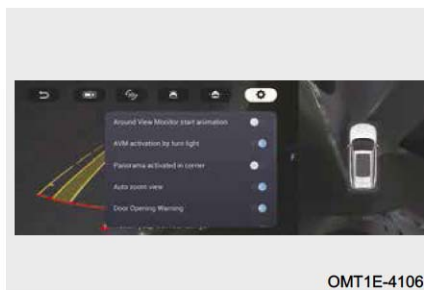 Around View Monitor start animation
AVM activation by turn light
Panorama activated in corner
Auto zoom view
Door Opening Warning
OMT1E-4106